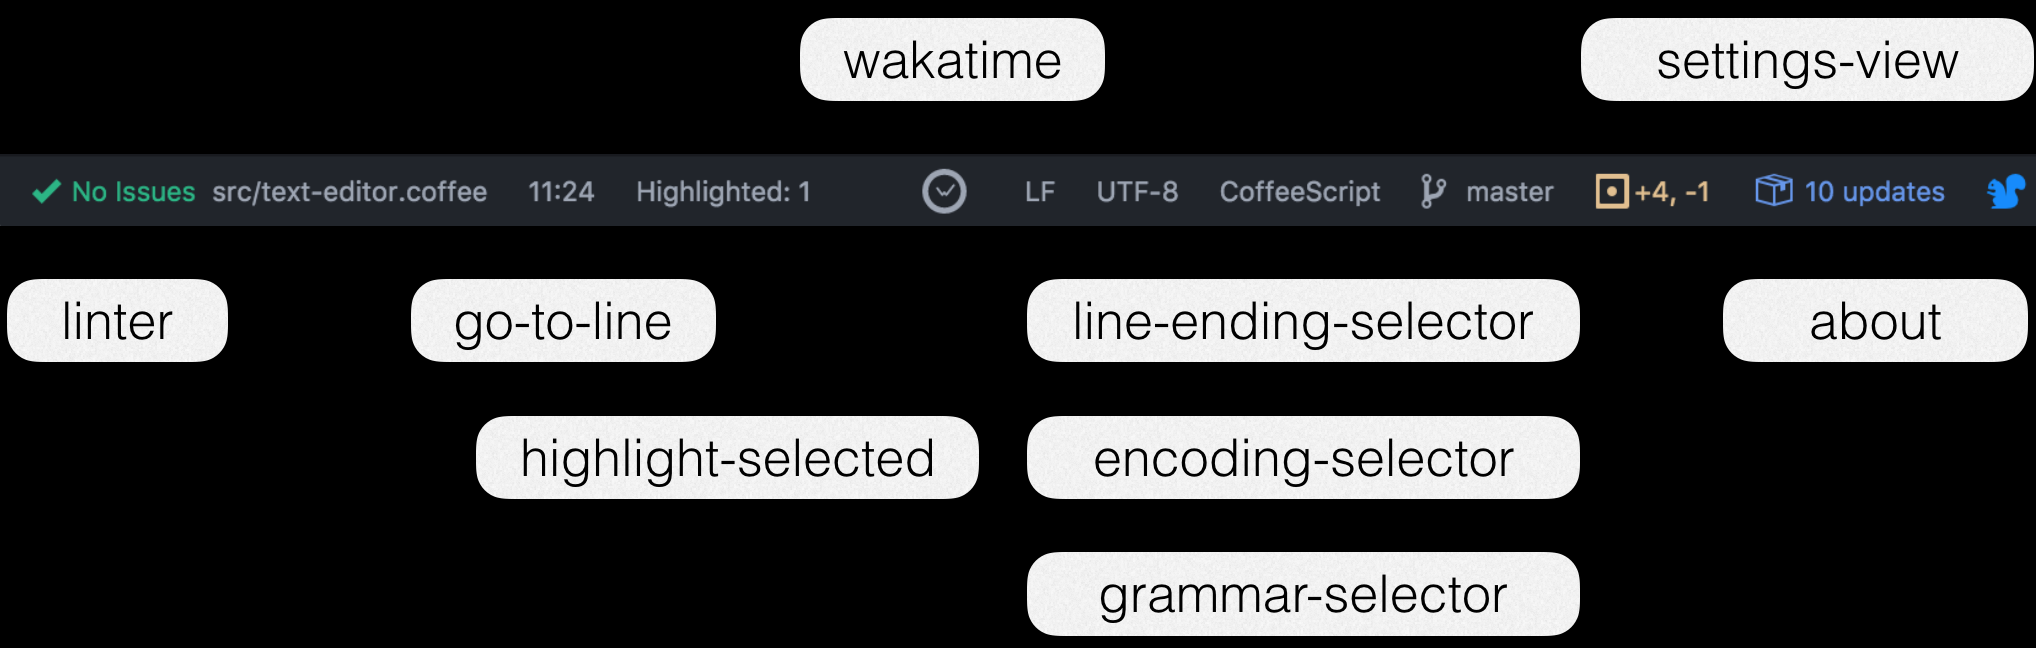 wakatime settings-view
No Issues src/text-editor.coffee 11:24 Highlighted: 1 LF UTF-8 CoffeeScript master +4, -1 10 updates
linter go-to-line line-ending-selector about
highlight-selected encoding-selector
grammar-selector